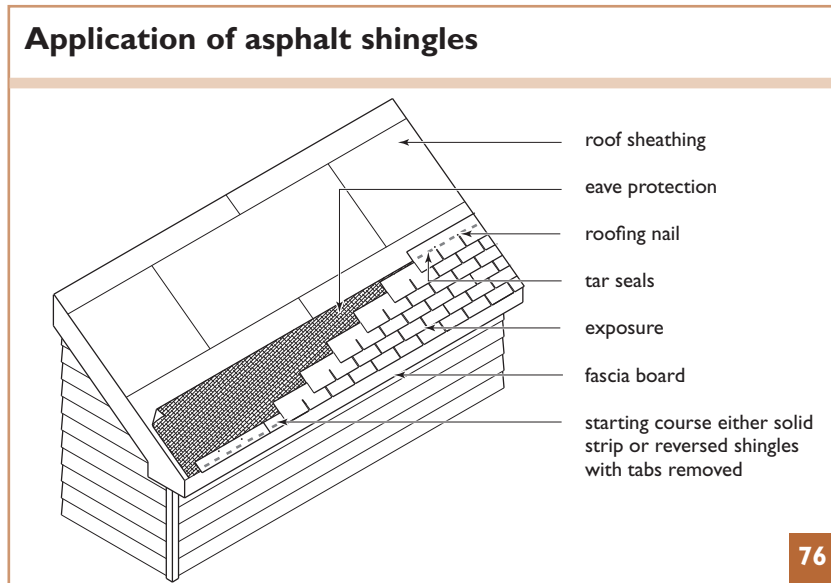 Application of asphalt shingles
roof sheathing
eave protection
roofing nail
tar seals
exposure
fascia board
starting course either solid
strip or reversed shingles
with tabs removed
76